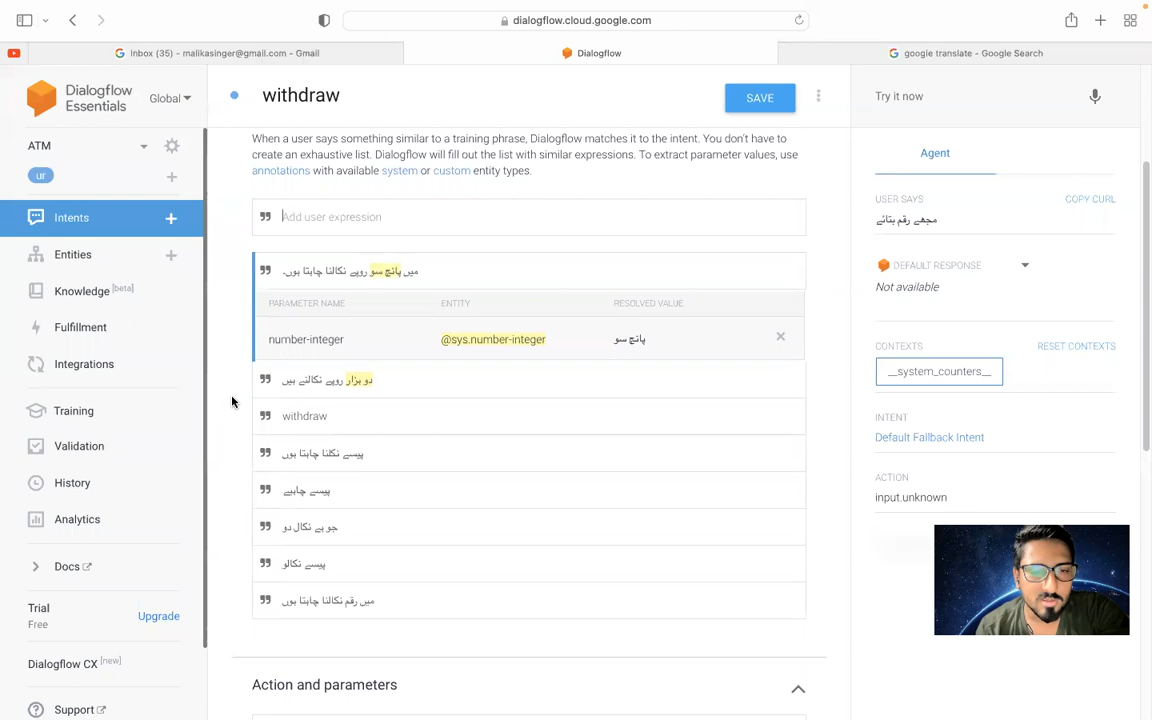 dialogflow.cloud.google.com
Inbox (35) - malikasinger@gmail.com - Gmail
Dialogflow
google translate - Google Search
Dialogflow
Essentials
Global
ATM
ur
Intents
Entities
Knowledge [beta]
Fulfillment
Integrations
Training
Validation
History
Analytics
Docs
Trial
Free
Upgrade
Dialogflow CX [new]
Support
withdraw
SAVE
When a user says something similar to a training phrase, Dialogflow matches it to the intent. You don't have
to create an exhaustive list. Dialogflow will fill out the list with similar expressions. To extract parameter values, use
annotations with available system or custom entity types.
Add user expression
میں پانچ سو روپے نکالنا چاہتا ہوں۔
PARAMETER NAME ENTITY RESOLVED VALUE
number-integer @sys.number-integer پانچ سو
دو ہزار روپے نکالنے ہیں
withdraw
پیسے نکلنا چاہتا ہوں
پیسے چاہیے
جو ہے نکال دو
پیسے نکالو
میں رقم نکالنا چاہتا ہوں
Action and parameters
Try it now
Agent
USER SAYS COPY CURL
مجھے رقم بتائے
DEFAULT RESPONSE
Not available
CONTEXTS RESET CONTEXTS
__system_counters__
INTENT
Default Fallback Intent
ACTION
input.unknown